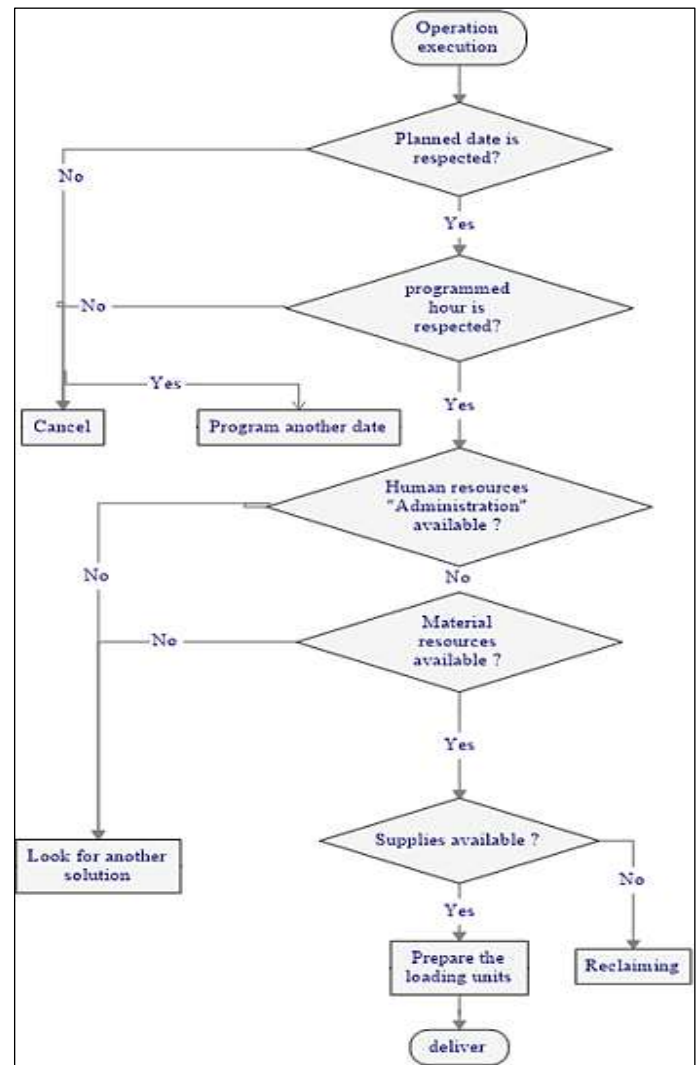 Operation
execution
Planned date is
respected?
No
Yes
programmed
hour is
respected?
No
Yes
Yes
Cancel
Program another date
Human resources
"Administration"
available ?
No
No
Material
resources
available ?
No
Yes
Supplies available ?
Look for another
solution
No
Yes
Prepare the
loading units
Reclaiming
deliver